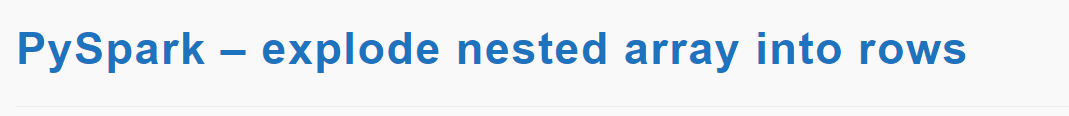 PySpark – explode nested array into rows